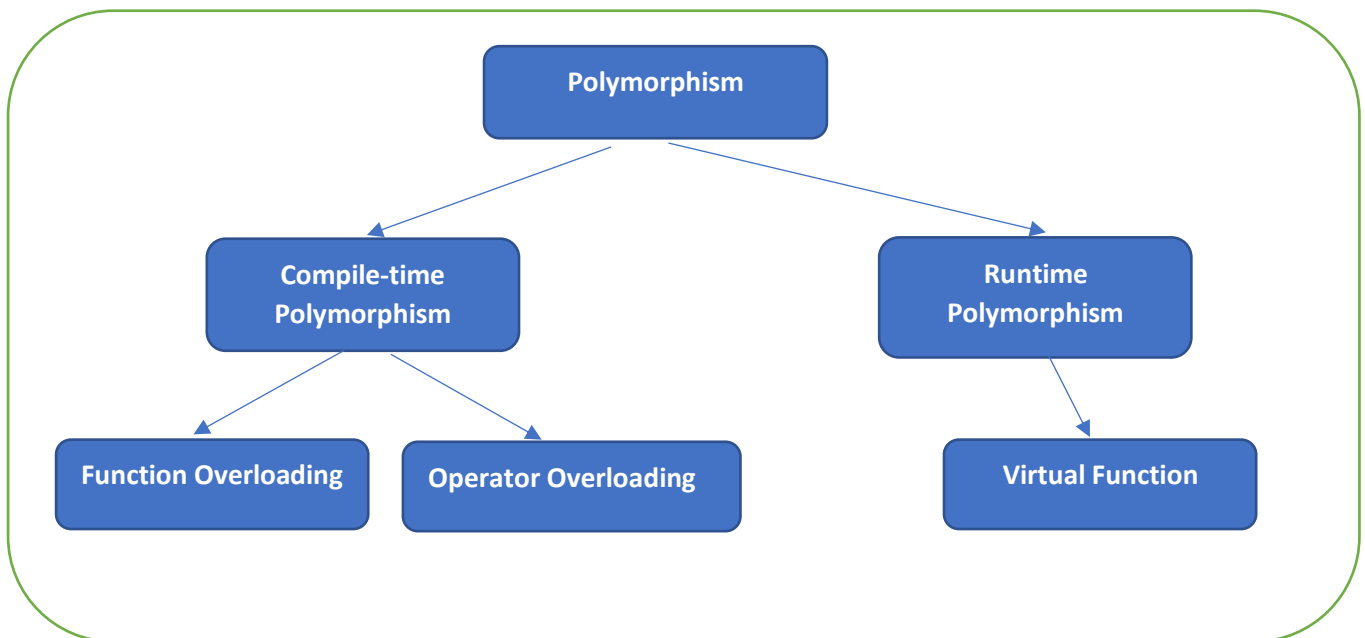 Polymorphism
Compile-time
Polymorphism
Runtime
Polymorphism
Function Overloading
Operator Overloading
Virtual Function